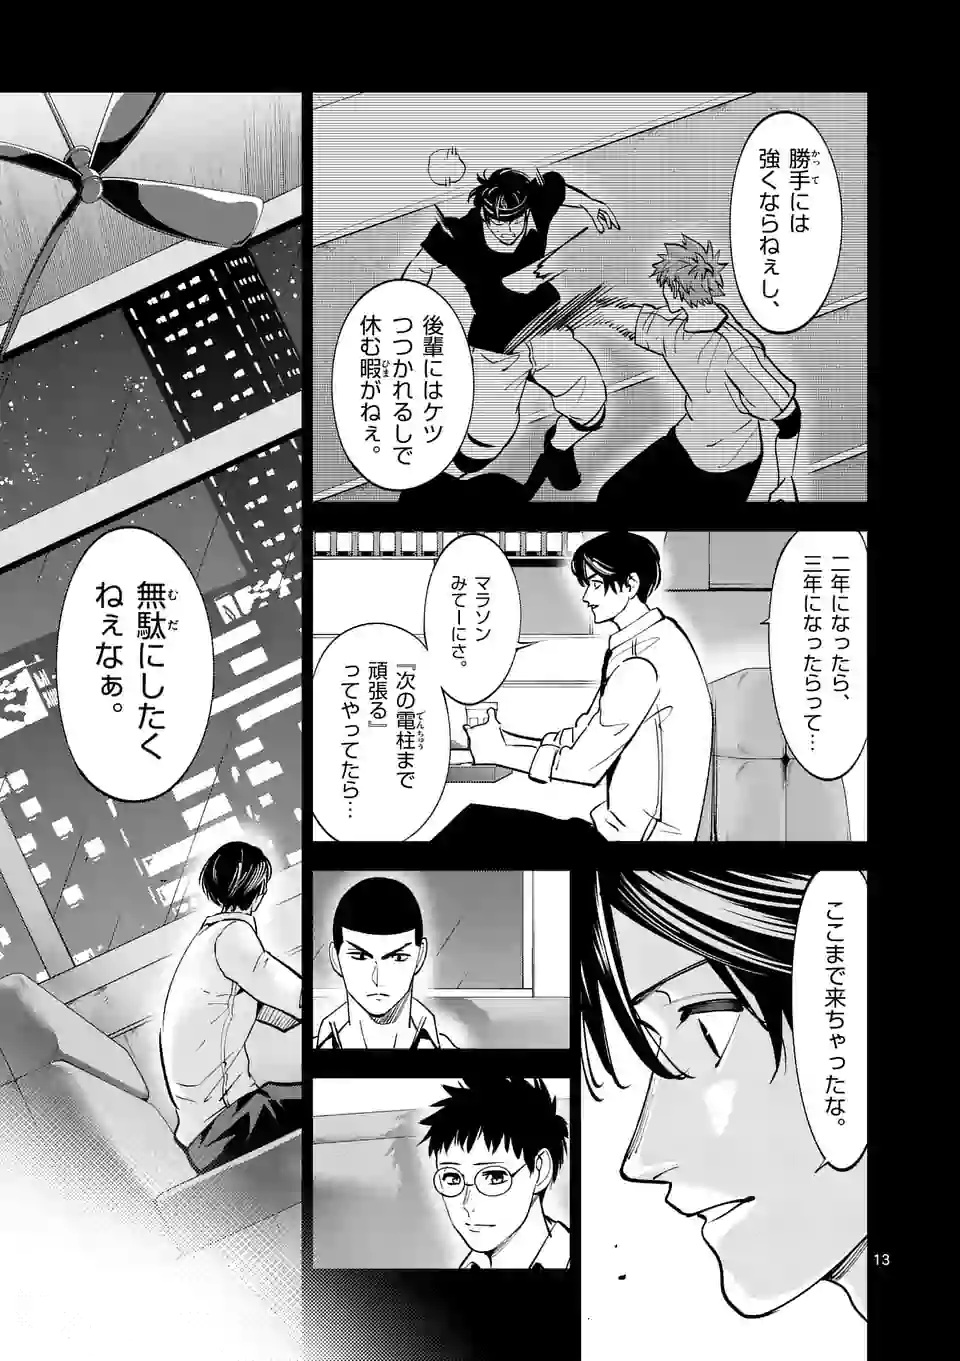 勝手には
強くならねぇし、
後輩にはケツ
つつかれるしで
休む暇がねぇ。
二年になったら、
三年になったらって…
マラソン
みてーにさ。
『次の電柱まで
頑張る』
ってやってたら…
ここまで来ちゃったな。
無駄にしたく
ねぇなぁ。
13